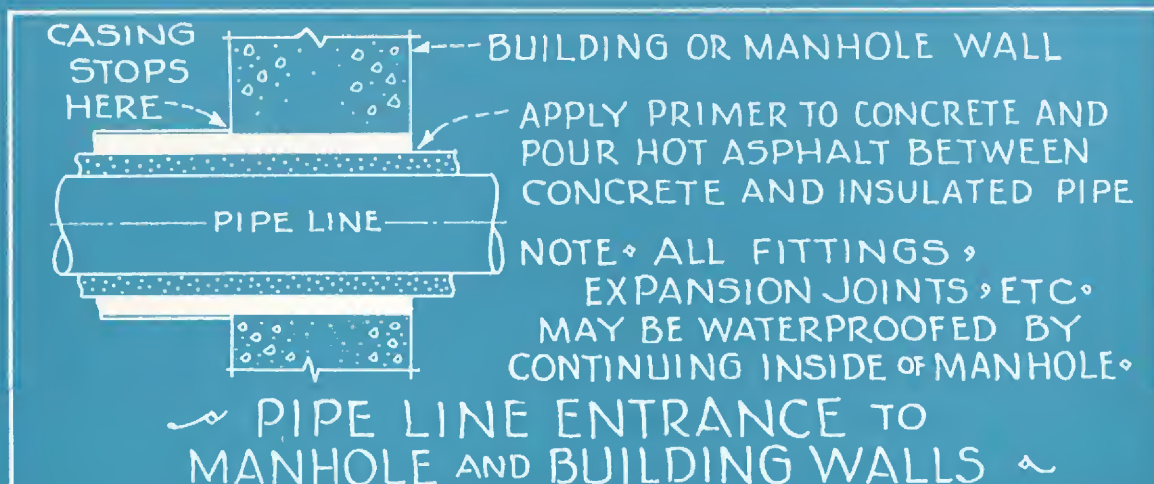 CASING
STOPS
HERE
BUILDING OR MANHOLE WALL
APPLY PRIMER TO CONCRETE AND
POUR HOT ASPHALT BETWEEN
CONCRETE AND INSULATED PIPE
PIPE LINE
NOTE. ALL FITTINGS,
EXPANSION JOINTS, ETC.
MAY BE WATERPROOFED BY
CONTINUING INSIDE OF MANHOLE.
PIPE LINE ENTRANCE TO
MANHOLE AND BUILDING WALLS